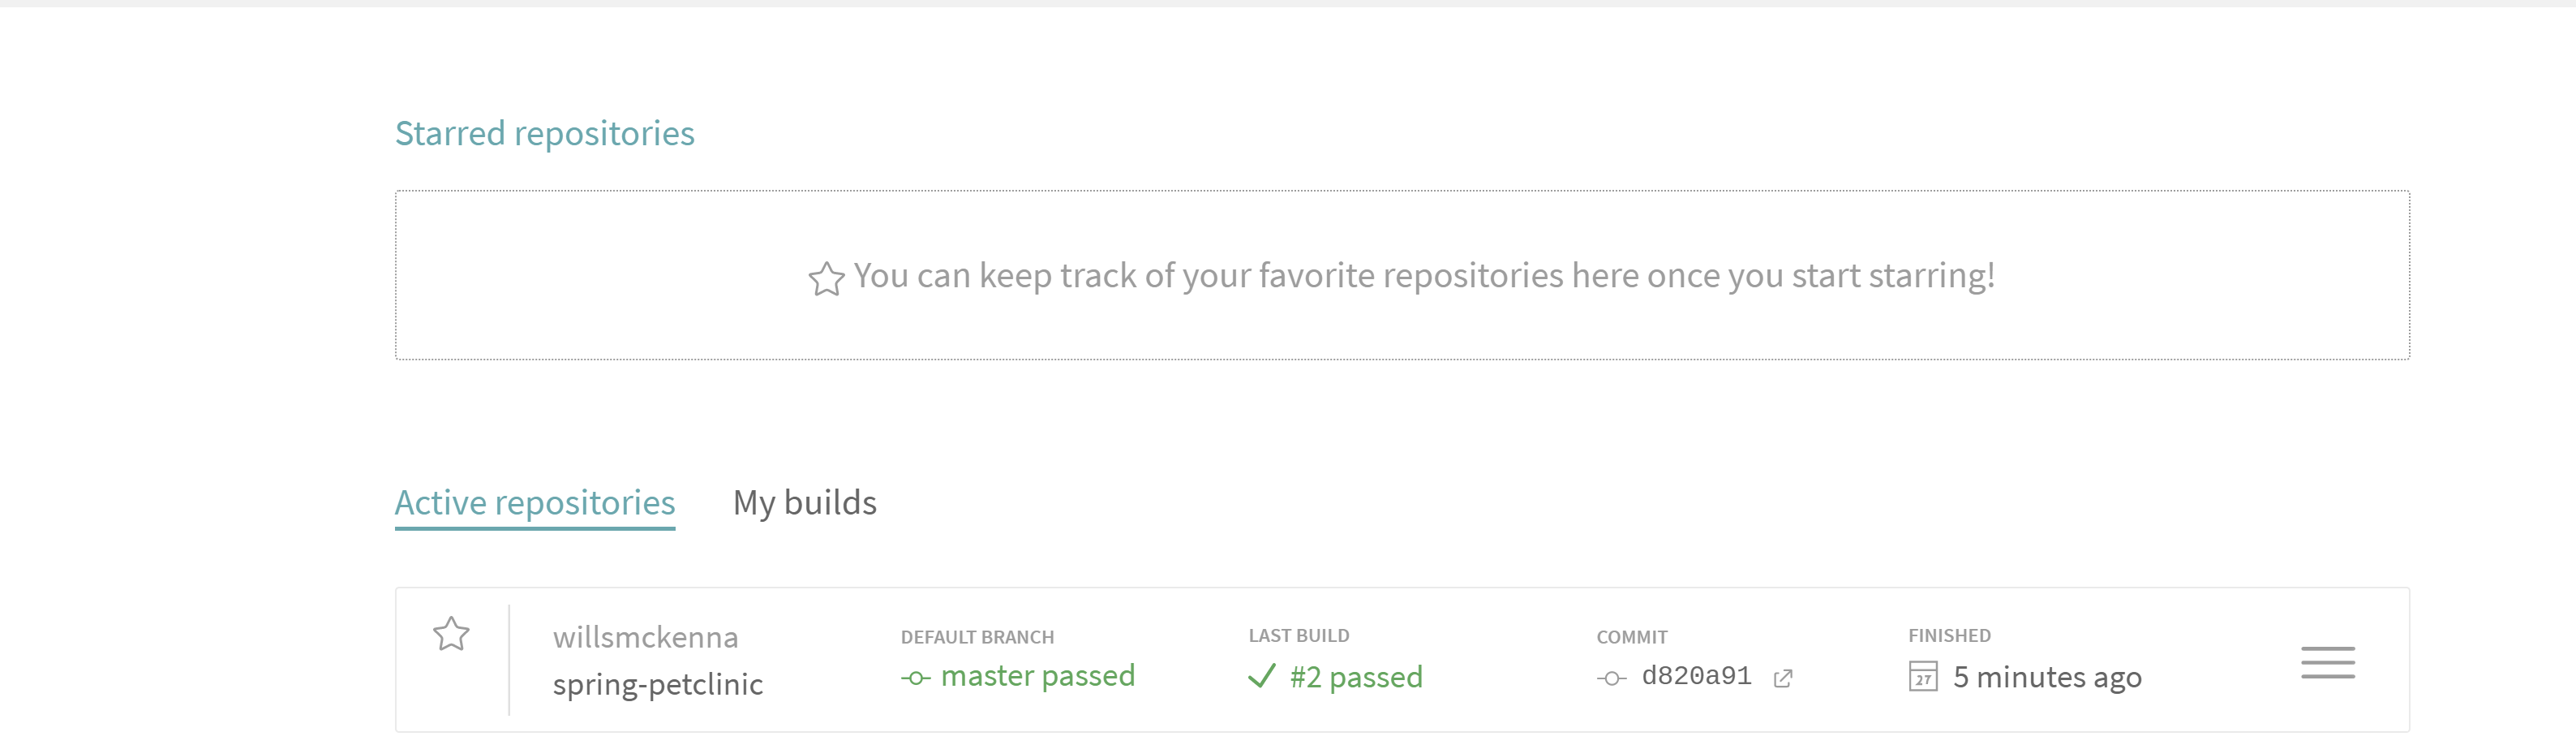 Starred repositories
You can keep track of your favorite repositories here once you start starring!
Active repositories My builds
willsmckenna
spring-petclinic
DEFAULT BRANCH
master passed
LAST BUILD
#2 passed
COMMIT
d820a91
FINISHED
27
5 minutes ago